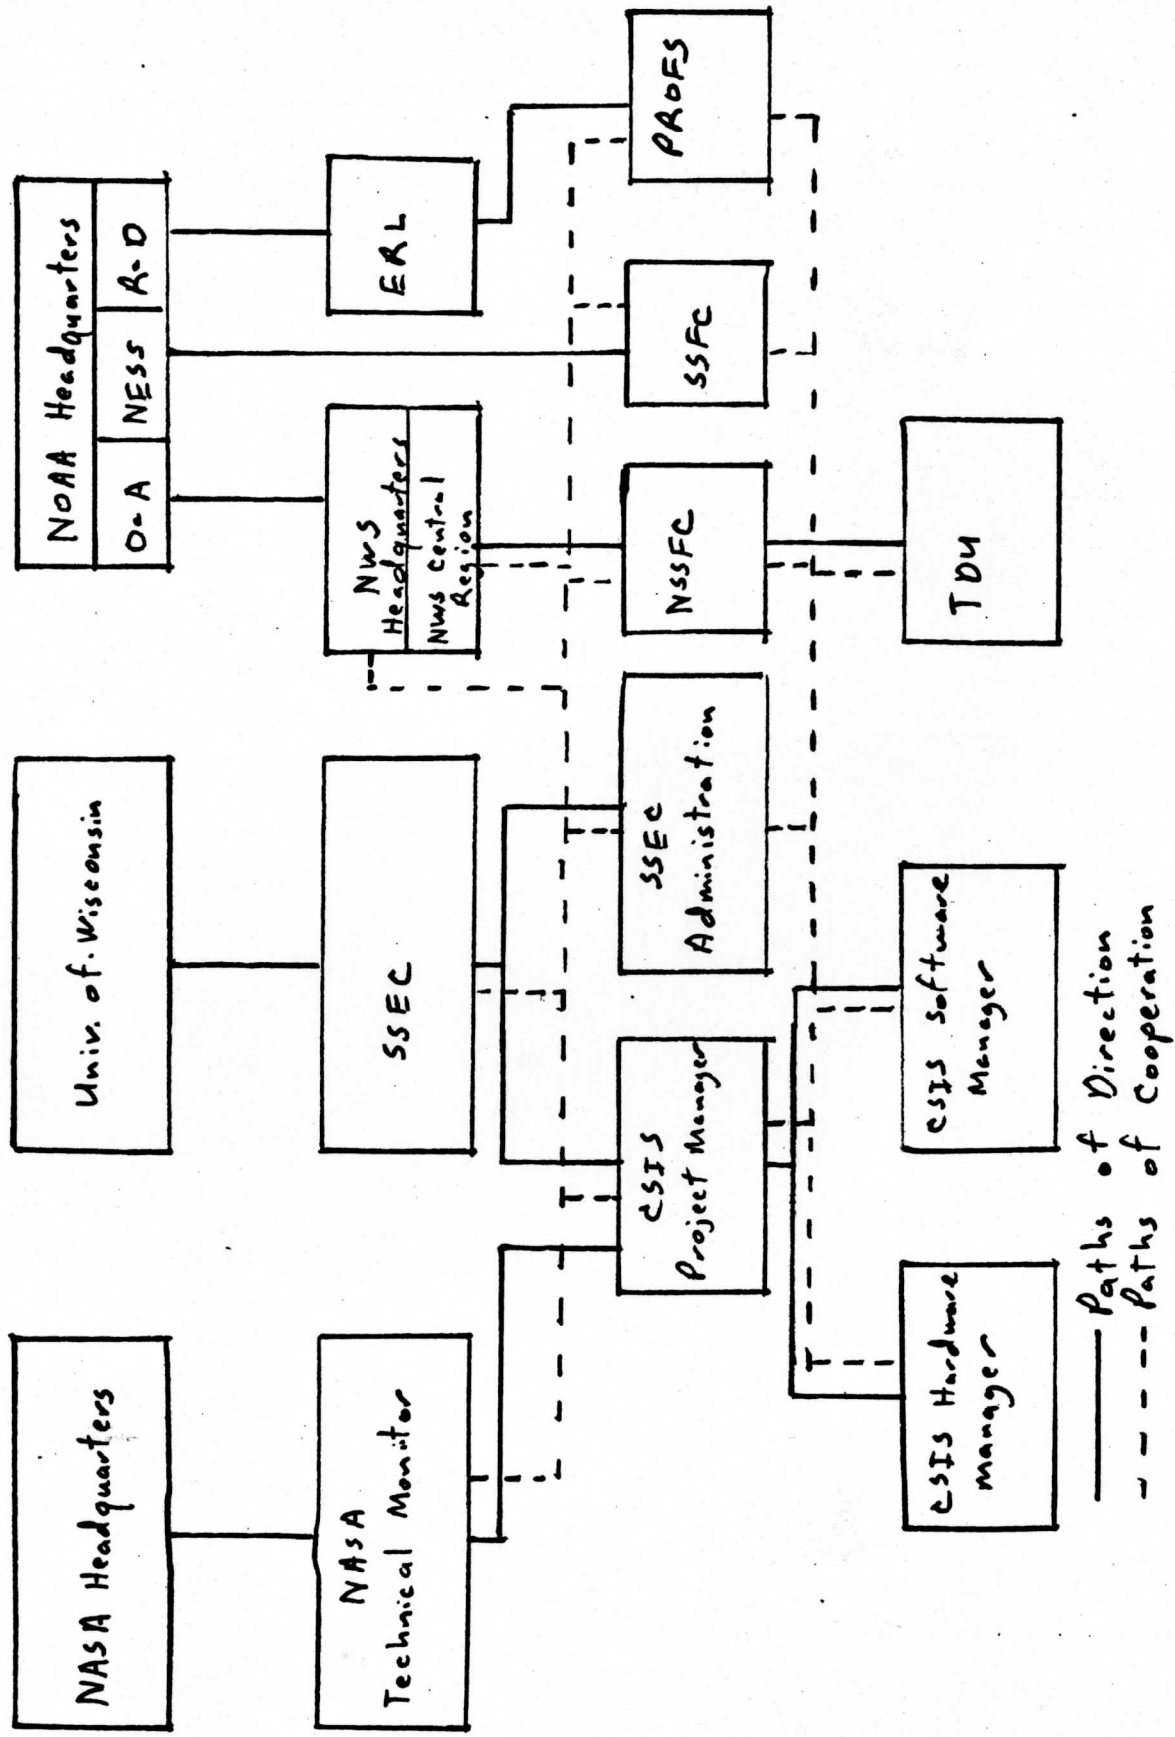 NASA Headquarters
Univ. of. Wisconsin
NOAA Headquarters
O-A NESS R-D
NASA
Technical Monitor
SSEC
NWS
Headquarters
NWS Central
Region
ERL
CSIS
Project Manager
SSEC
Administration
NSSFC
SSFC
PROFS
CSIS Hardware
Manager
CSIS Software
Manager
TDU
Paths of Direction
Paths of Cooperation